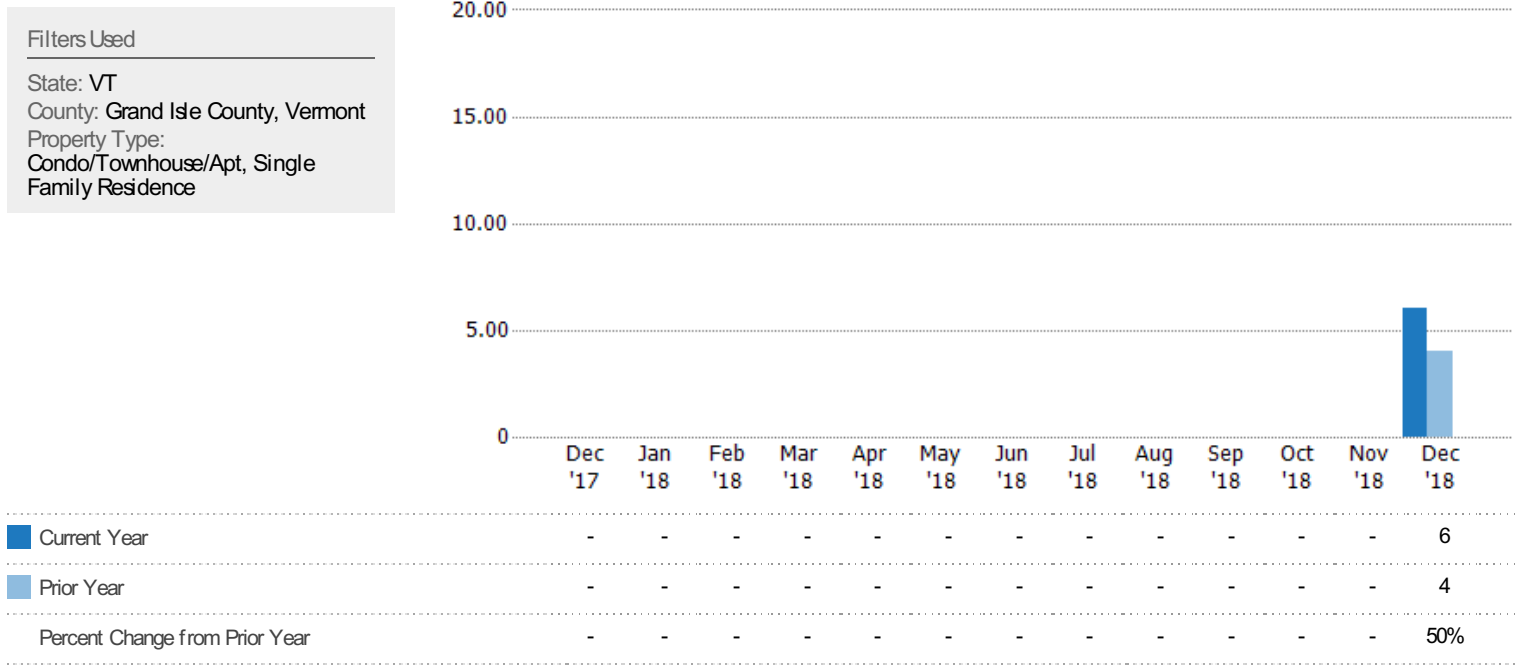 Filters Used
State: VT
County: Grand Isle County, Vermont
Property Type:
Condo/Townhouse/Apt, Single
Family Residence
20.00
15.00
10.00
5.00
0
Dec Jan Feb Mar Apr May Jun Jul Aug Sep Oct Nov Dec
'17 '18 '18 '18 '18 '18 '18 '18 '18 '18 '18 '18 '18
Current Year - - - - - - - - - - - - 6
Prior Year - - - - - - - - - - - - 4
Percent Change from Prior Year - - - - - - - - - - - - 50%